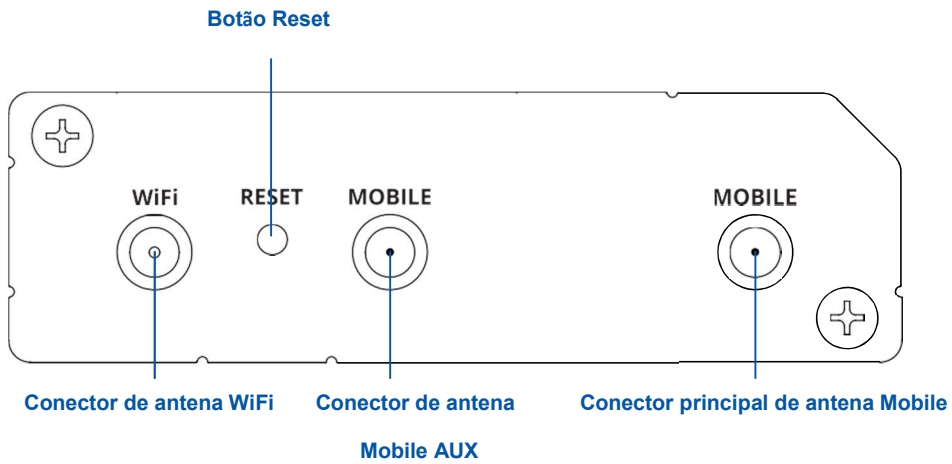 Botão Reset
WiFi RESET MOBILE MOBILE
Conector de antena WiFi Conector de antena Conector principal de antena Mobile
Mobile AUX